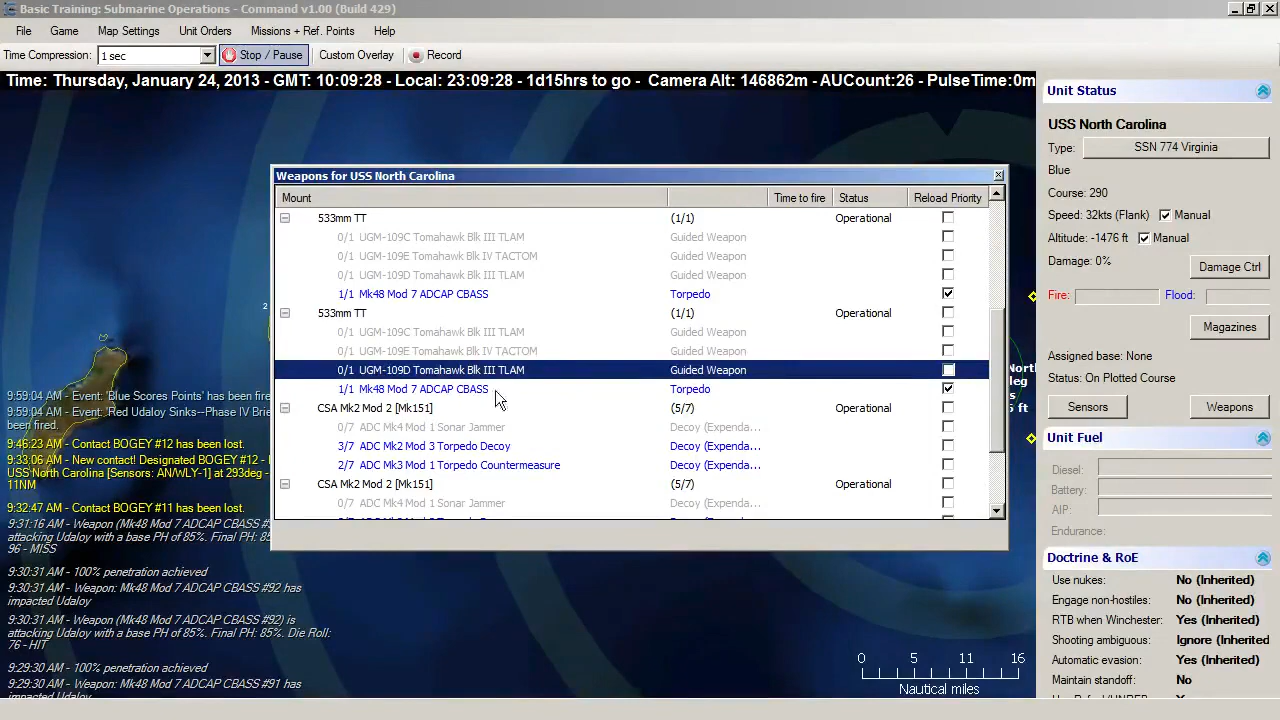 Basic Training: Submarine Operations - Command v1.00 (Build 429)
File Game Map Settings Unit Orders Missions + Ref. Points Help
Time Compression: 1 sec Stop / Pause Custom Overlay Record
Time: Thursday, January 24, 2013 - GMT: 10:09:28 - Local: 23:09:28 - 1d15hrs to go - Camera Alt: 146862m - AUCount:26 - PulseTime:0m
Weapons for USS North Carolina
Mount Time to fire Status Reload Priority
533mm TT (1/1) Operational
0/1 UGM-109C Tomahawk Blk III TLAM Guided Weapon
0/1 UGM-109E Tomahawk Blk IV TACTOM Guided Weapon
0/1 UGM-109D Tomahawk Blk III TLAM Guided Weapon
1/1 Mk48 Mod 7 ADCAP CBASS Torpedo
533mm TT (1/1) Operational
0/1 UGM-109C Tomahawk Blk III TLAM Guided Weapon
0/1 UGM-109E Tomahawk Blk IV TACTOM Guided Weapon
0/1 UGM-109D Tomahawk Blk III TLAM Guided Weapon
1/1 Mk48 Mod 7 ADCAP CBASS Torpedo
CSA Mk2 Mod 2 [Mk151] (5/7) Operational
0/7 ADC Mk4 Mod 1 Sonar Jammer Decoy (Expenda...
3/7 ADC Mk2 Mod 3 Torpedo Decoy Decoy (Expenda...
2/7 ADC Mk3 Mod 1 Torpedo Countermeasure Decoy (Expenda...
CSA Mk2 Mod 2 [Mk151] (5/7) Operational
0/7 ADC Mk4 Mod 1 Sonar Jammer Decoy (Expenda...
2
9:59:04 AM - Event: 'Blue Scores Points' has been fired.
9:59:04 AM - Event: 'Red Udaloy Sinks--Phase IV Brie
been fired.
9:46:23 AM - Contact BOGEY #12 has been lost.
9:33:06 AM - New contact! Designated BOGEY #12 -
USS North Carolina [Sensors: AN/WLY-1] at 293deg -
11NM
9:32:47 AM - Contact BOGEY #11 has been lost.
9:31:16 AM - Weapon (Mk48 Mod 7 ADCAP CBASS #
attacking Udaloy with a base PH of 85%. Final PH: 85
96 - MISS
9:30:31 AM - 100% penetration achieved
9:30:31 AM - Weapon: Mk48 Mod 7 ADCAP CBASS #92 has
impacted Udaloy
9:30:31 AM - Weapon (Mk48 Mod 7 ADCAP CBASS #92) is
attacking Udaloy with a base PH of 85%. Final PH: 85%. Die Roll:
76 - HIT
9:29:30 AM - 100% penetration achieved
9:29:30 AM - Weapon: Mk48 Mod 7 ADCAP CBASS #91 has
impacted Udaloy
North
eg
5 ft
0 5 11 16
Nautical miles
Unit Status
USS North Carolina
Type: SSN 774 Virginia
Blue
Course: 290
Speed: 32kts (Flank) Manual
Altitude: -1476 ft Manual
Damage: 0% Damage Ctrl
Fire: Flood:
Magazines
Assigned base: None
Status: On Plotted Course
Sensors Weapons
Unit Fuel
Diesel:
Battery:
AIP:
Endurance:
Doctrine & RoE
Use nukes: No (Inherited)
Engage non-hostiles: No (Inherited)
RTB when Winchester: Yes (Inherited)
Shooting ambiguous: Ignore (Inherited
Automatic evasion: Yes (Inherited)
Maintain standoff: No